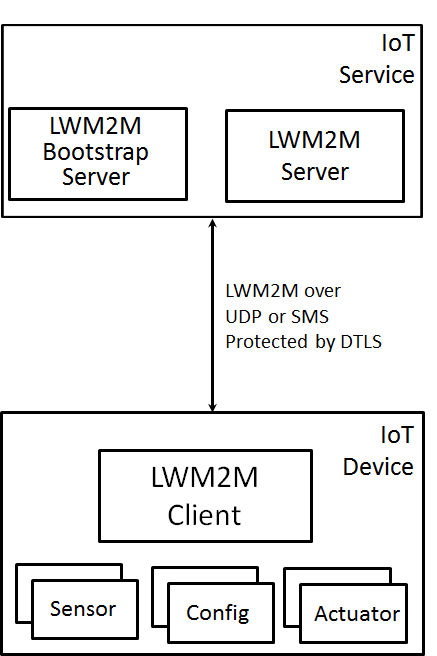 IoT
Service
LWM2M
Bootstrap
Server
LWM2M
Server
LWM2M over
UDP or SMS
Protected by DTLS
IoT
Device
LWM2M
Client
Sensor
Config
Actuator